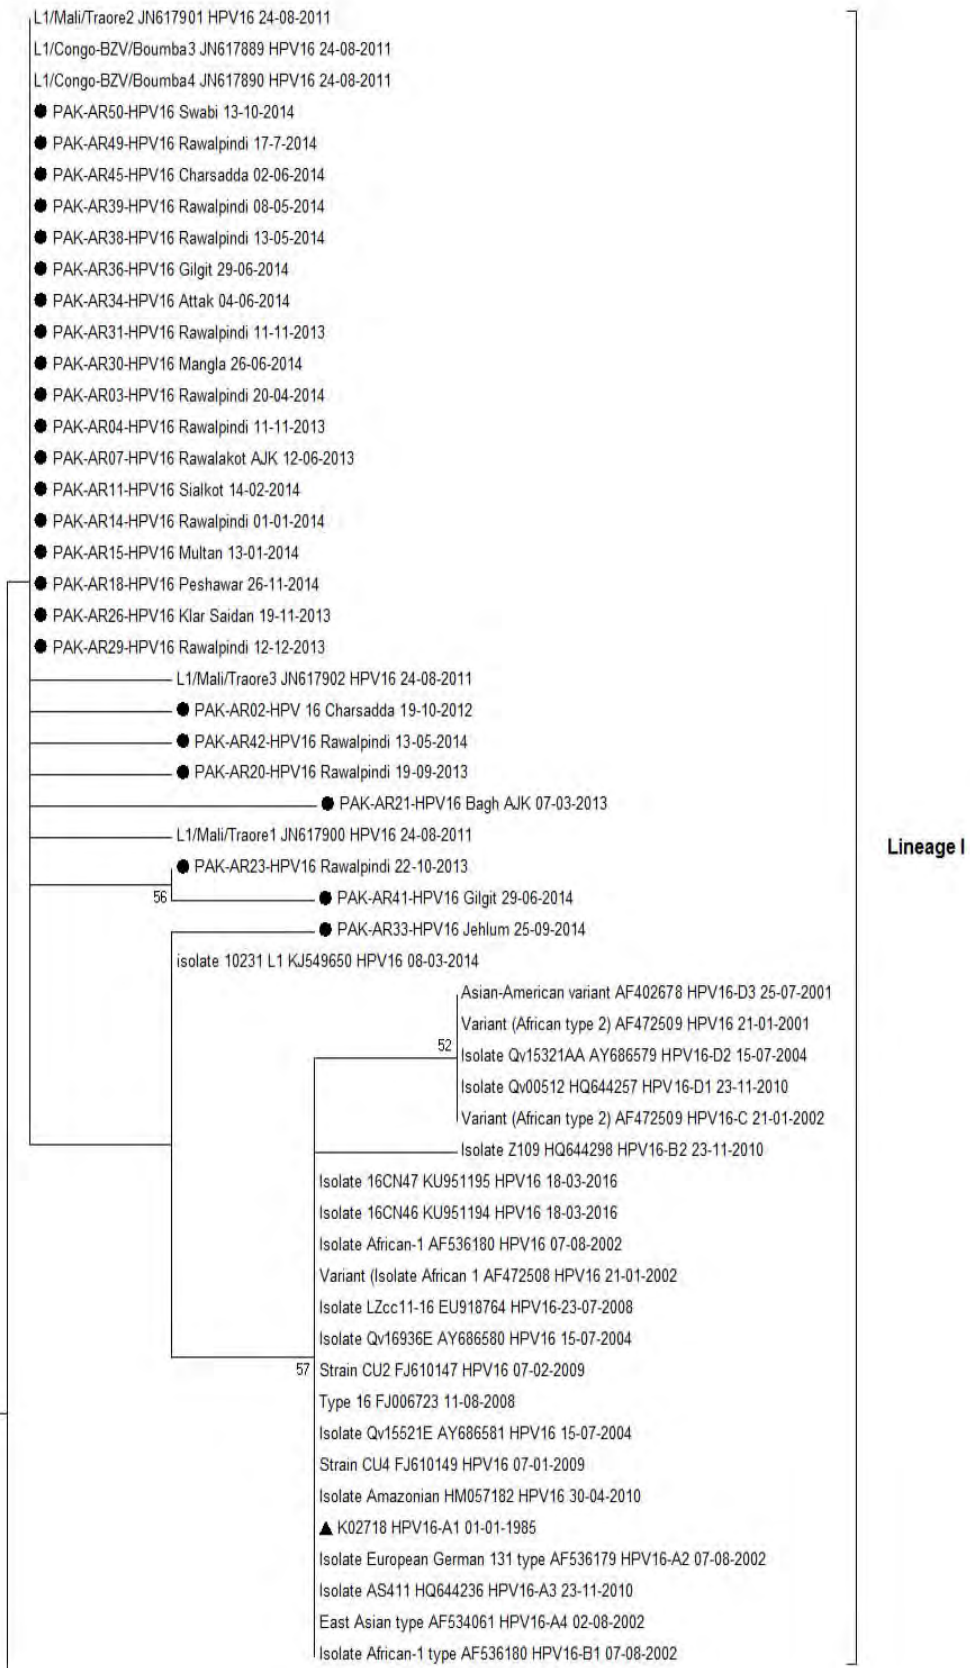 L1/Mali/Traore2 JN617901 HPV16 24-08-2011
L1/Congo-BZV/Boumba3 JN617889 HPV16 24-08-2011
L1/Congo-BZV/Boumba4 JN617890 HPV16 24-08-2011
PAK-AR50-HPV16 Swabi 13-10-2014
PAK-AR49-HPV16 Rawalpindi 17-7-2014
PAK-AR45-HPV16 Charsadda 02-06-2014
PAK-AR39-HPV16 Rawalpindi 08-05-2014
PAK-AR38-HPV16 Rawalpindi 13-05-2014
PAK-AR36-HPV16 Gilgit 29-06-2014
PAK-AR34-HPV16 Attak 04-06-2014
PAK-AR31-HPV16 Rawalpindi 11-11-2013
PAK-AR30-HPV16 Mangla 26-06-2014
PAK-AR03-HPV16 Rawalpindi 20-04-2014
PAK-AR04-HPV16 Rawalpindi 11-11-2013
PAK-AR07-HPV16 Rawalakot AJK 12-06-2013
PAK-AR11-HPV16 Sialkot 14-02-2014
PAK-AR14-HPV16 Rawalpindi 01-01-2014
PAK-AR15-HPV16 Multan 13-01-2014
PAK-AR18-HPV16 Peshawar 26-11-2014
PAK-AR26-HPV16 Klar Saidan 19-11-2013
PAK-AR29-HPV16 Rawalpindi 12-12-2013
L1/Mali/Traore3 JN617902 HPV16 24-08-2011
PAK-AR02-HPV 16 Charsadda 19-10-2012
PAK-AR42-HPV16 Rawalpindi 13-05-2014
PAK-AR20-HPV16 Rawalpindi 19-09-2013
PAK-AR21-HPV16 Bagh AJK 07-03-2013
L1/Mali/Traore1 JN617900 HPV16 24-08-2011
Lineage I
PAK-AR23-HPV16 Rawalpindi 22-10-2013
56
PAK-AR41-HPV16 Gilgit 29-06-2014
PAK-AR33-HPV16 Jehlum 25-09-2014
isolate 10231 L1 KJ549650 HPV16 08-03-2014
Asian-American variant AF402678 HPV16-D3 25-07-2001
Variant (African type 2) AF472509 HPV16 21-01-2001
52
Isolate Qv15321AA AY686579 HPV16-D2 15-07-2004
Isolate Qv00512 HQ644257 HPV16-D1 23-11-2010
Variant (African type 2) AF472509 HPV16-C 21-01-2002
Isolate Z109 HQ644298 HPV16-B2 23-11-2010
Isolate 16CN47 KU951195 HPV16 18-03-2016
Isolate 16CN46 KU951194 HPV16 18-03-2016
Isolate African-1 AF536180 HPV16 07-08-2002
Variant (Isolate African 1 AF472508 HPV16 21-01-2002
Isolate LZcc11-16 EU918764 HPV16-23-07-2008
Isolate Qv16936E AY686580 HPV16 15-07-2004
57
Strain CU2 FJ610147 HPV16 07-02-2009
Type 16 FJ006723 11-08-2008
Isolate Qv15521E AY686581 HPV16 15-07-2004
Strain CU4 FJ610149 HPV16 07-01-2009
Isolate Amazonian HM057182 HPV16 30-04-2010
K02718 HPV16-A1 01-01-1985
Isolate European German 131 type AF536179 HPV16-A2 07-08-2002
Isolate AS411 HQ644236 HPV16-A3 23-11-2010
East Asian type AF534061 HPV16-A4 02-08-2002
Isolate African-1 type AF536180 HPV16-B1 07-08-2002